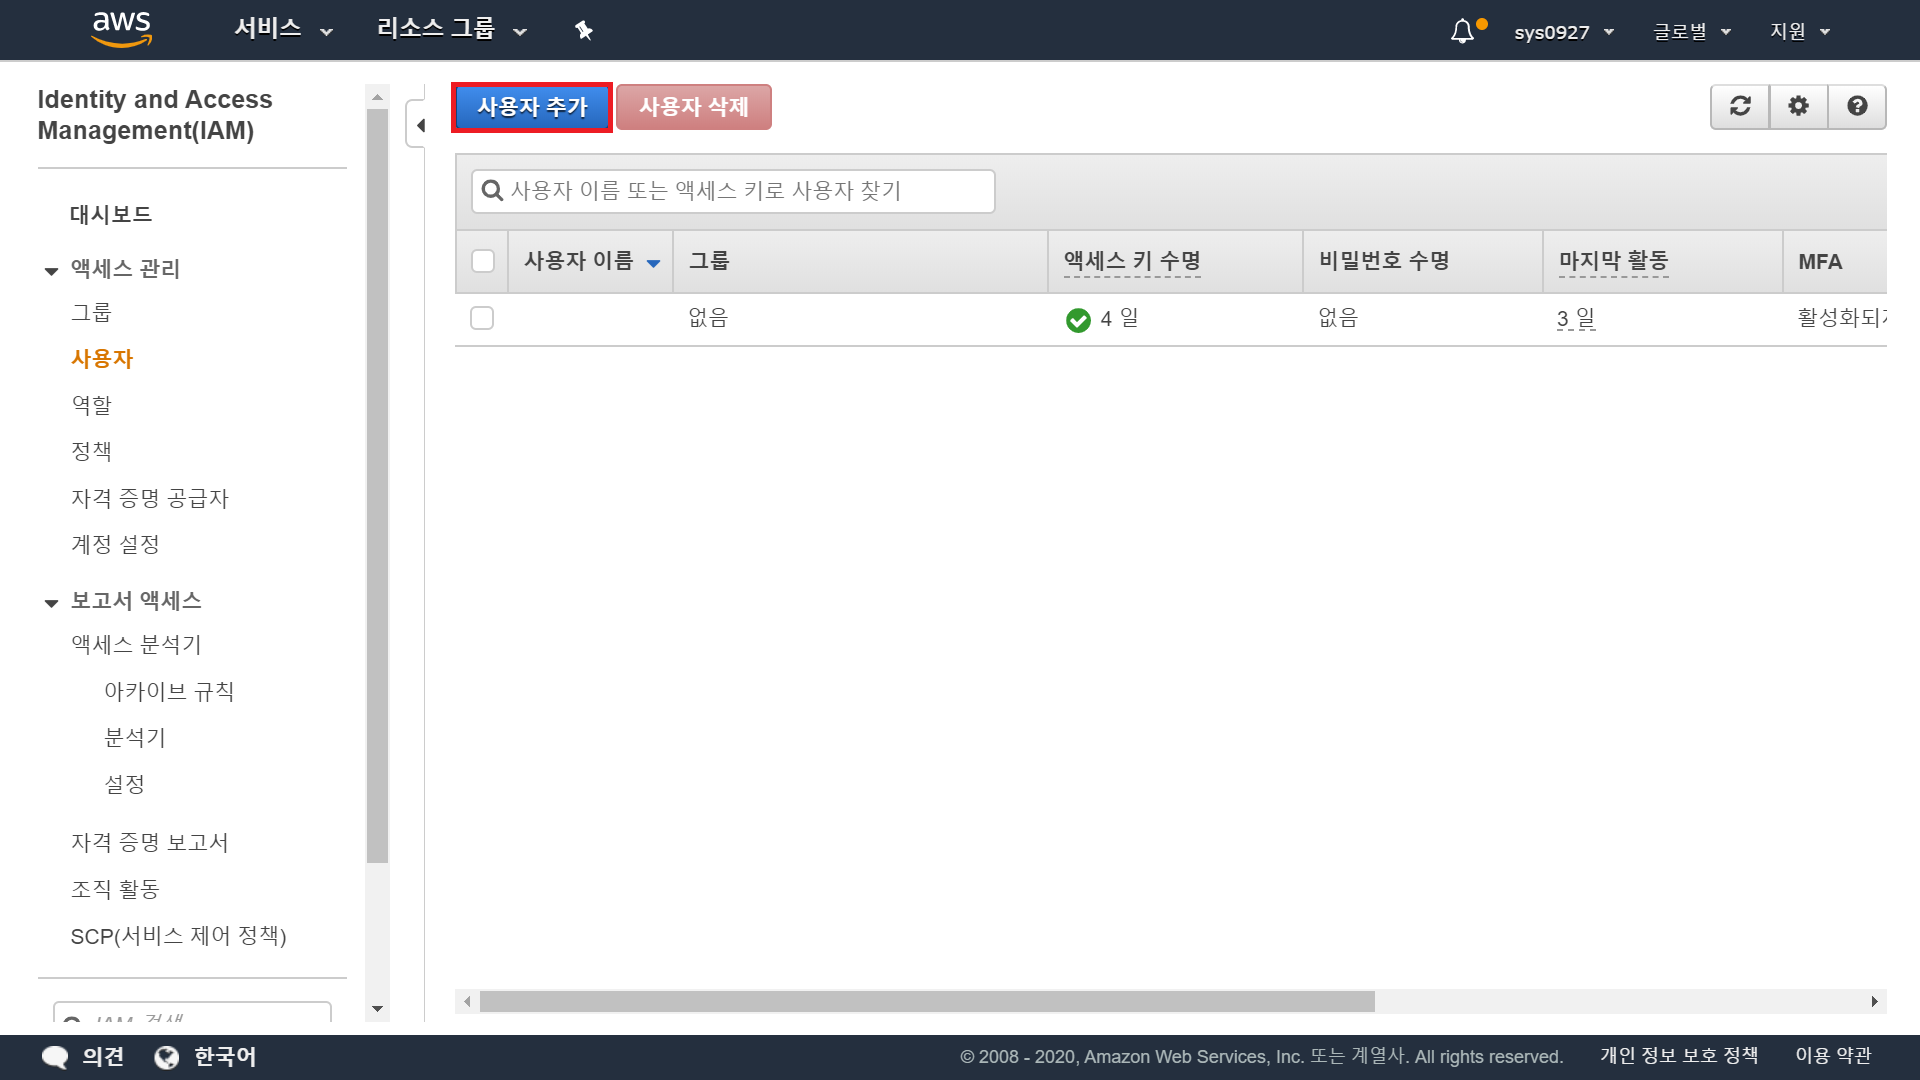 aws 서비스 리소스 그룹 sys0927 글로벌 지원
Identity and Access
Management(IAM)
대시보드
액세스 관리
그룹
사용자
역할
정책
자격 증명 공급자
계정 설정
보고서 액세스
액세스 분석기
아카이브 규칙
분석기
설정
자격 증명 보고서
조직 활동
SCP(서비스 제어 정책)
IAM 검색
사용자 추가 사용자 삭제
사용자 이름 또는 액세스 키로 사용자 찾기
사용자 이름 그룹 액세스 키 수명 비밀번호 수명 마지막 활동 MFA
없음 4 일 없음 3 일 활성화되
의견 한국어 © 2008 - 2020, Amazon Web Services, Inc. 또는 계열사. All rights reserved. 개인 정보 보호 정책 이용 약관